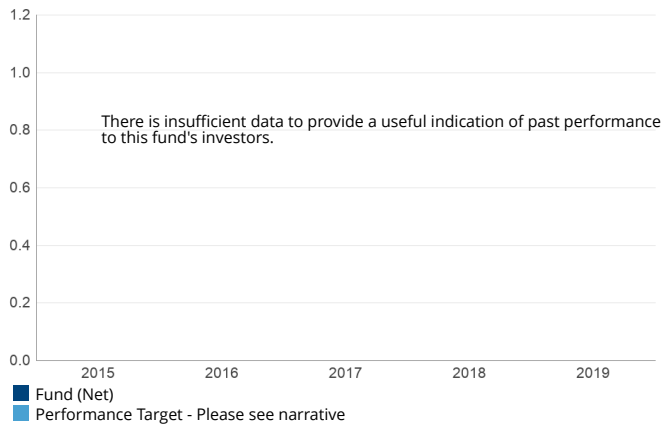 1.2
1.0
There is insufficient data to provide a useful indication of past performance
0.8
to this fund's investors.
0.6
0.4
0.2
0.0
2015 2016 2017 2018 2019
Fund (Net)
Performance Target - Please see narrative